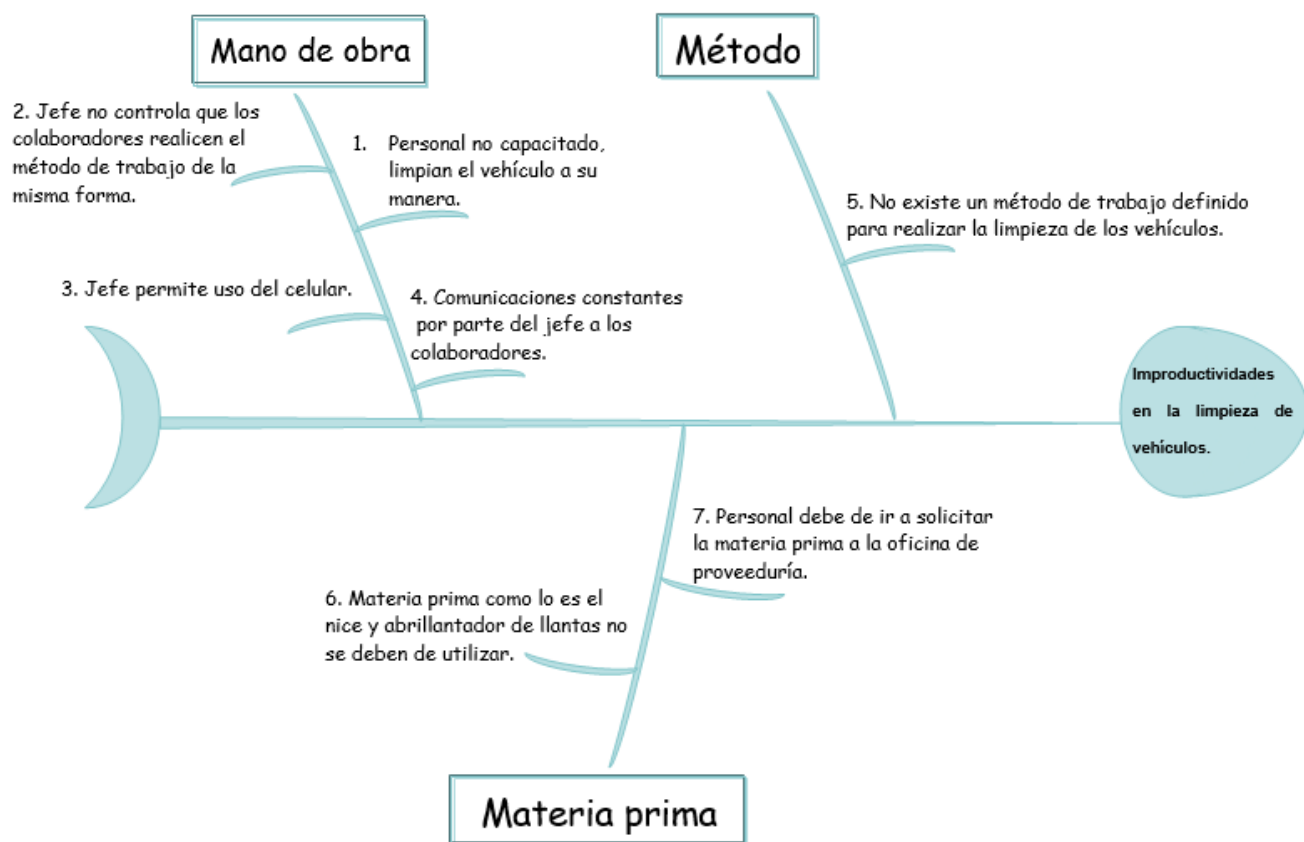 Mano de obra
Método
2. Jefe no controla que los
colaboradores realicen el
método de trabajo de la
misma forma.
1. Personal no capacitado,
limpian el vehículo a su
manera.
5. No existe un método de trabajo definido
para realizar la limpieza de los vehículos.
3. Jefe permite uso del celular.
4. Comunicaciones constantes
por parte del jefe a los
colaboradores.
Improductividades
en la limpieza de
vehículos.
7. Personal debe de ir a solicitar
la materia prima a la oficina de
proveeduría.
6. Materia prima como lo es el
nice y abrillantador de llantas no
se deben de utilizar.
Materia prima